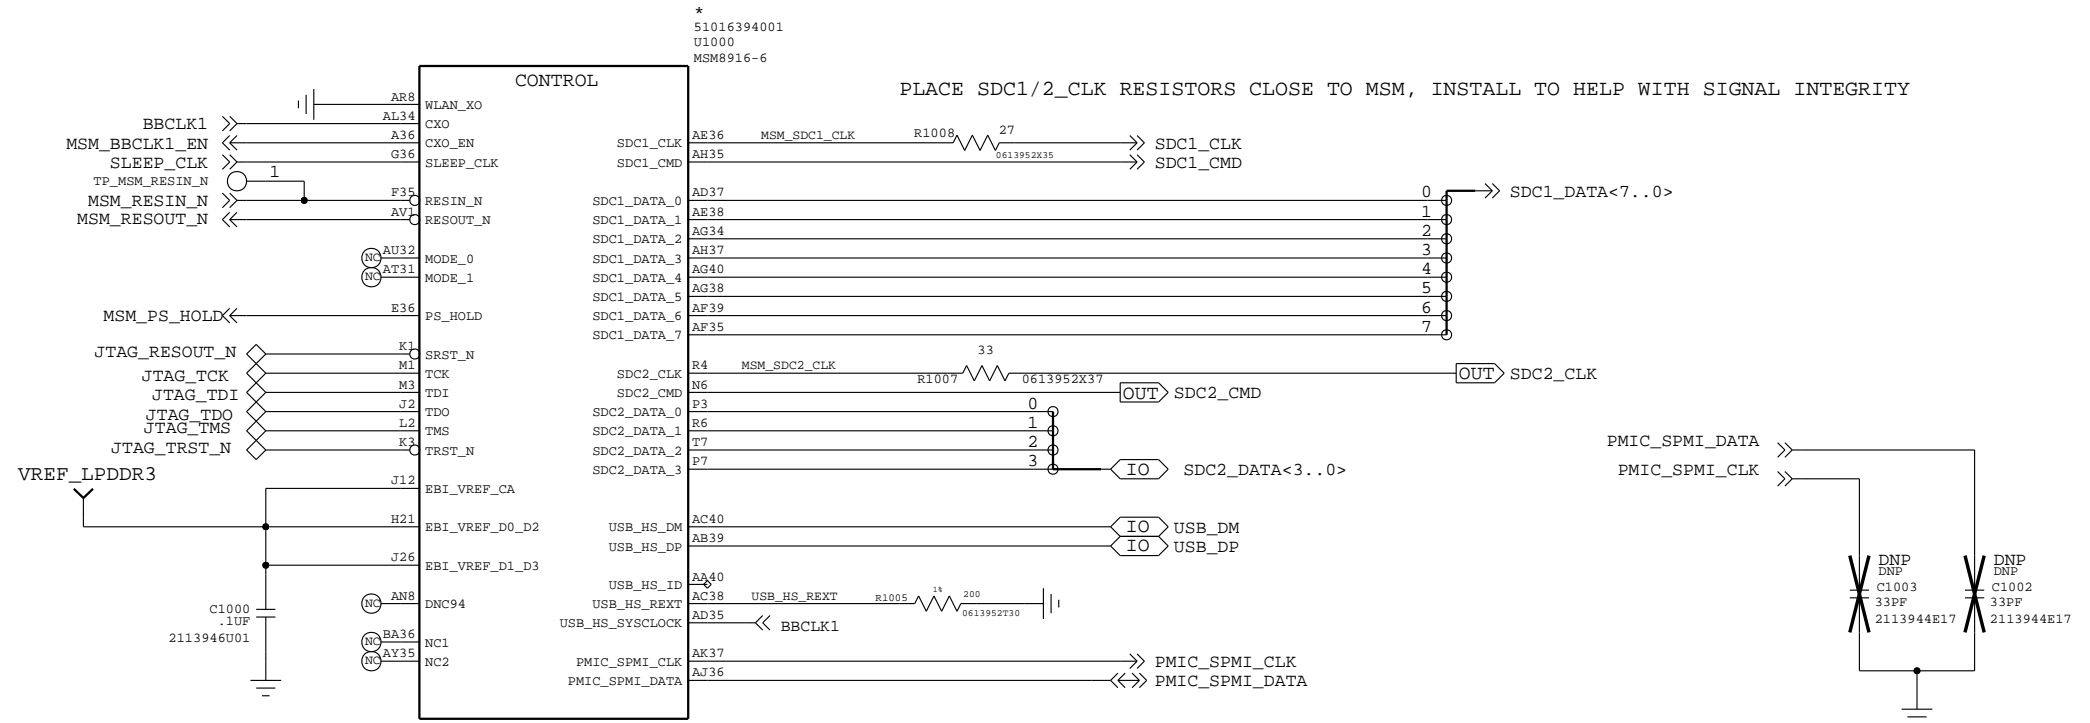 *
51016394001
U1000
MSM8916-6
CONTROL
PLACE SDC1/2_CLK RESISTORS CLOSE TO MSM, INSTALL TO HELP WITH SIGNAL INTEGRITY
AR8 WLAN_XO
BBCLK1 AL34 CXO
MSM_BBCLK1_EN A36 CXO_EN
SLEEP_CLK G36 SLEEP_CLK
TP_MSM_RESIN_N 1
MSM_RESIN_N F35 RESIN_N
MSM_RESOUT_N AV1 RESOUT_N
NC AU32 MODE_0
NC AT31 MODE_1
MSM_PS_HOLD E36 PS_HOLD
JTAG_RESOUT_N K1 SRST_N
JTAG_TCK M1 TCK
JTAG_TDI M3 TDI
JTAG_TDO J2 TDO
JTAG_TMS L2 TMS
JTAG_TRST_N K3 TRST_N
VREF_LPDDR3
J12 EBI_VREF_CA
H21 EBI_VREF_D0_D2
J26 EBI_VREF_D1_D3
C1000
.1UF
2113946U01
NC AN8 DNC94
NC BA36 NC1
NC AY35 NC2
SDC1_CLK AE36 MSM_SDC1_CLK R1008 27 0613952X35 SDC1_CLK
SDC1_CMD AH35 SDC1_CMD
SDC1_DATA_0 AD37 0 SDC1_DATA<7..0>
SDC1_DATA_1 AE38 1
SDC1_DATA_2 AG34 2
SDC1_DATA_3 AH37 3
SDC1_DATA_4 AG40 4
SDC1_DATA_5 AG38 5
SDC1_DATA_6 AF39 6
SDC1_DATA_7 AF35 7
SDC2_CLK R4 MSM_SDC2_CLK R1007 33 0613952X37 OUT SDC2_CLK
SDC2_CMD N6 OUT SDC2_CMD
SDC2_DATA_0 P3 0
SDC2_DATA_1 R6 1
SDC2_DATA_2 T7 2
SDC2_DATA_3 P7 3 IO SDC2_DATA<3..0>
USB_HS_DM AC40 IO USB_DM
USB_HS_DP AB39 IO USB_DP
USB_HS_ID AA40
USB_HS_REXT AC38 USB_HS_REXT R1005 1% 200 0613952T30
USB_HS_SYSCLOCK AD35 BBCLK1
PMIC_SPMI_CLK AK37 PMIC_SPMI_CLK
PMIC_SPMI_DATA AJ36 PMIC_SPMI_DATA
PMIC_SPMI_DATA
PMIC_SPMI_CLK
DNP
DNP
C1003
33PF
2113944E17
DNP
DNP
C1002
33PF
2113944E17